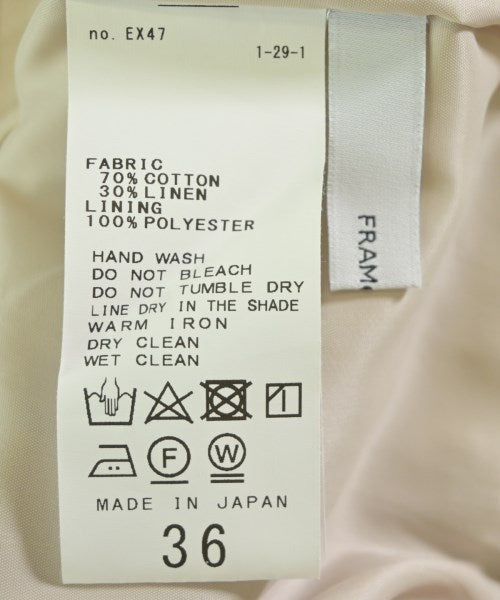 no. EX47
1-29-1
FABRIC
70% COTTON
30% LINEN
LINING
100% POLYESTER
HAND WASH
DO NOT BLEACH
DO NOT TUMBLE DRY
LINE DRY IN THE SHADE
WARM IRON
DRY CLEAN
WET CLEAN
F
W
MADE IN JAPAN
36